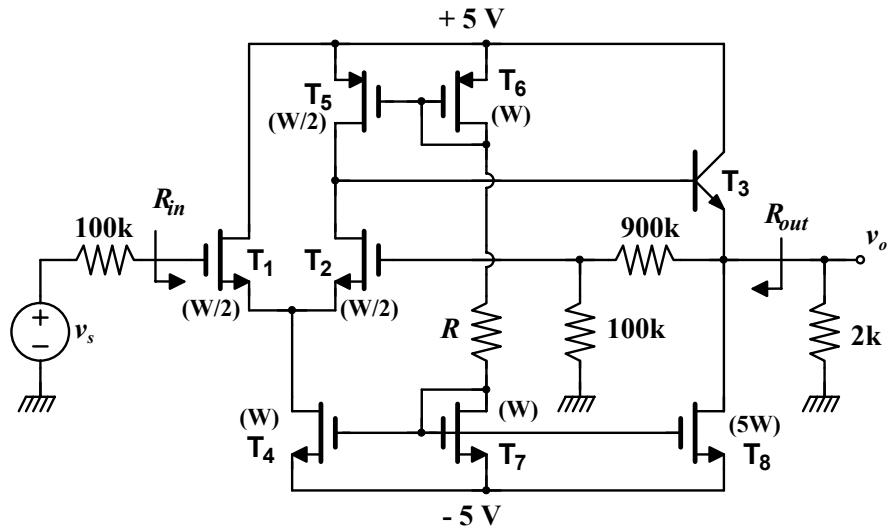 + 5 V
T5
(W/2)
T6
(W)
T3
Rin
100k
T1
(W/2)
T2
(W/2)
900k
Rout
vo
vs
R
100k
2k
(W)
T4
(W)
T7
(5W)
T8
- 5 V